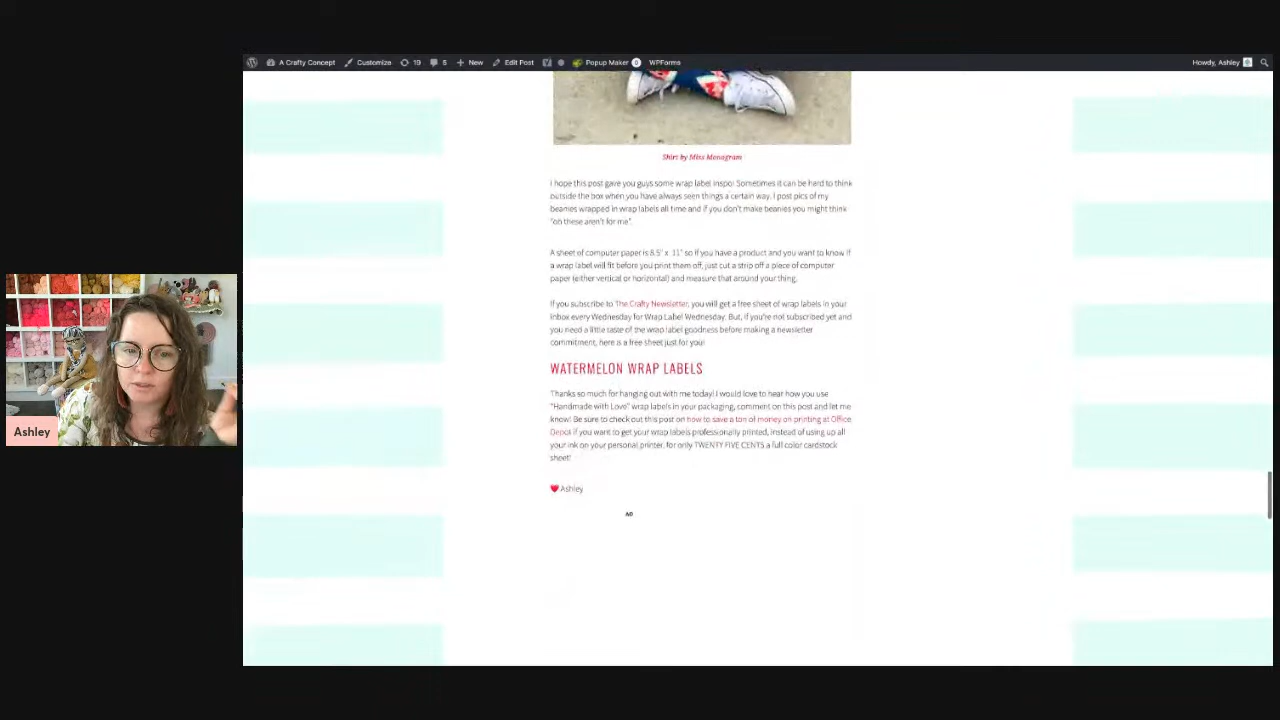 A Crafty Concept Customize 19 5 New Edit Post Popup Maker 0 WPForms Howdy, Ashley
Shirt by Miss Monogram
I hope this post gave you guys some wrap label inspo! Sometimes it can be hard to think
outside the box when you have always seen things a certain way. I post pics of my
beanies wrapped in wrap labels all time and if you don't make beanies you might think
"oh these aren't for me".
A sheet of computer paper is 8.5" x 11" so if you have a product and you want to know if
a wrap label will fit before you print them off, just cut a strip off a piece of computer
paper (either vertical or horizontal) and measure that around your thing.
If you subscribe to The Crafty Newsletter, you will get a free sheet of wrap labels in your
inbox every Wednesday for Wrap Label Wednesday. But, if you're not subscribed yet and
you need a little taste of the wrap label goodness before making a newsletter
commitment, here is a free sheet just for you!
WATERMELON WRAP LABELS
Thanks so much for hanging out with me today! I would love to hear how you use
"Handmade with Love" wrap labels in your packaging, comment on this post and let me
know! Be sure to check out this post on how to save a ton of money on printing at Office
Depot if you want to get your wrap labels professionally printed, instead of using up all
your ink on your personal printer, for only TWENTY FIVE CENTS a full color cardstock
sheet!
Ashley
AD
Ashley